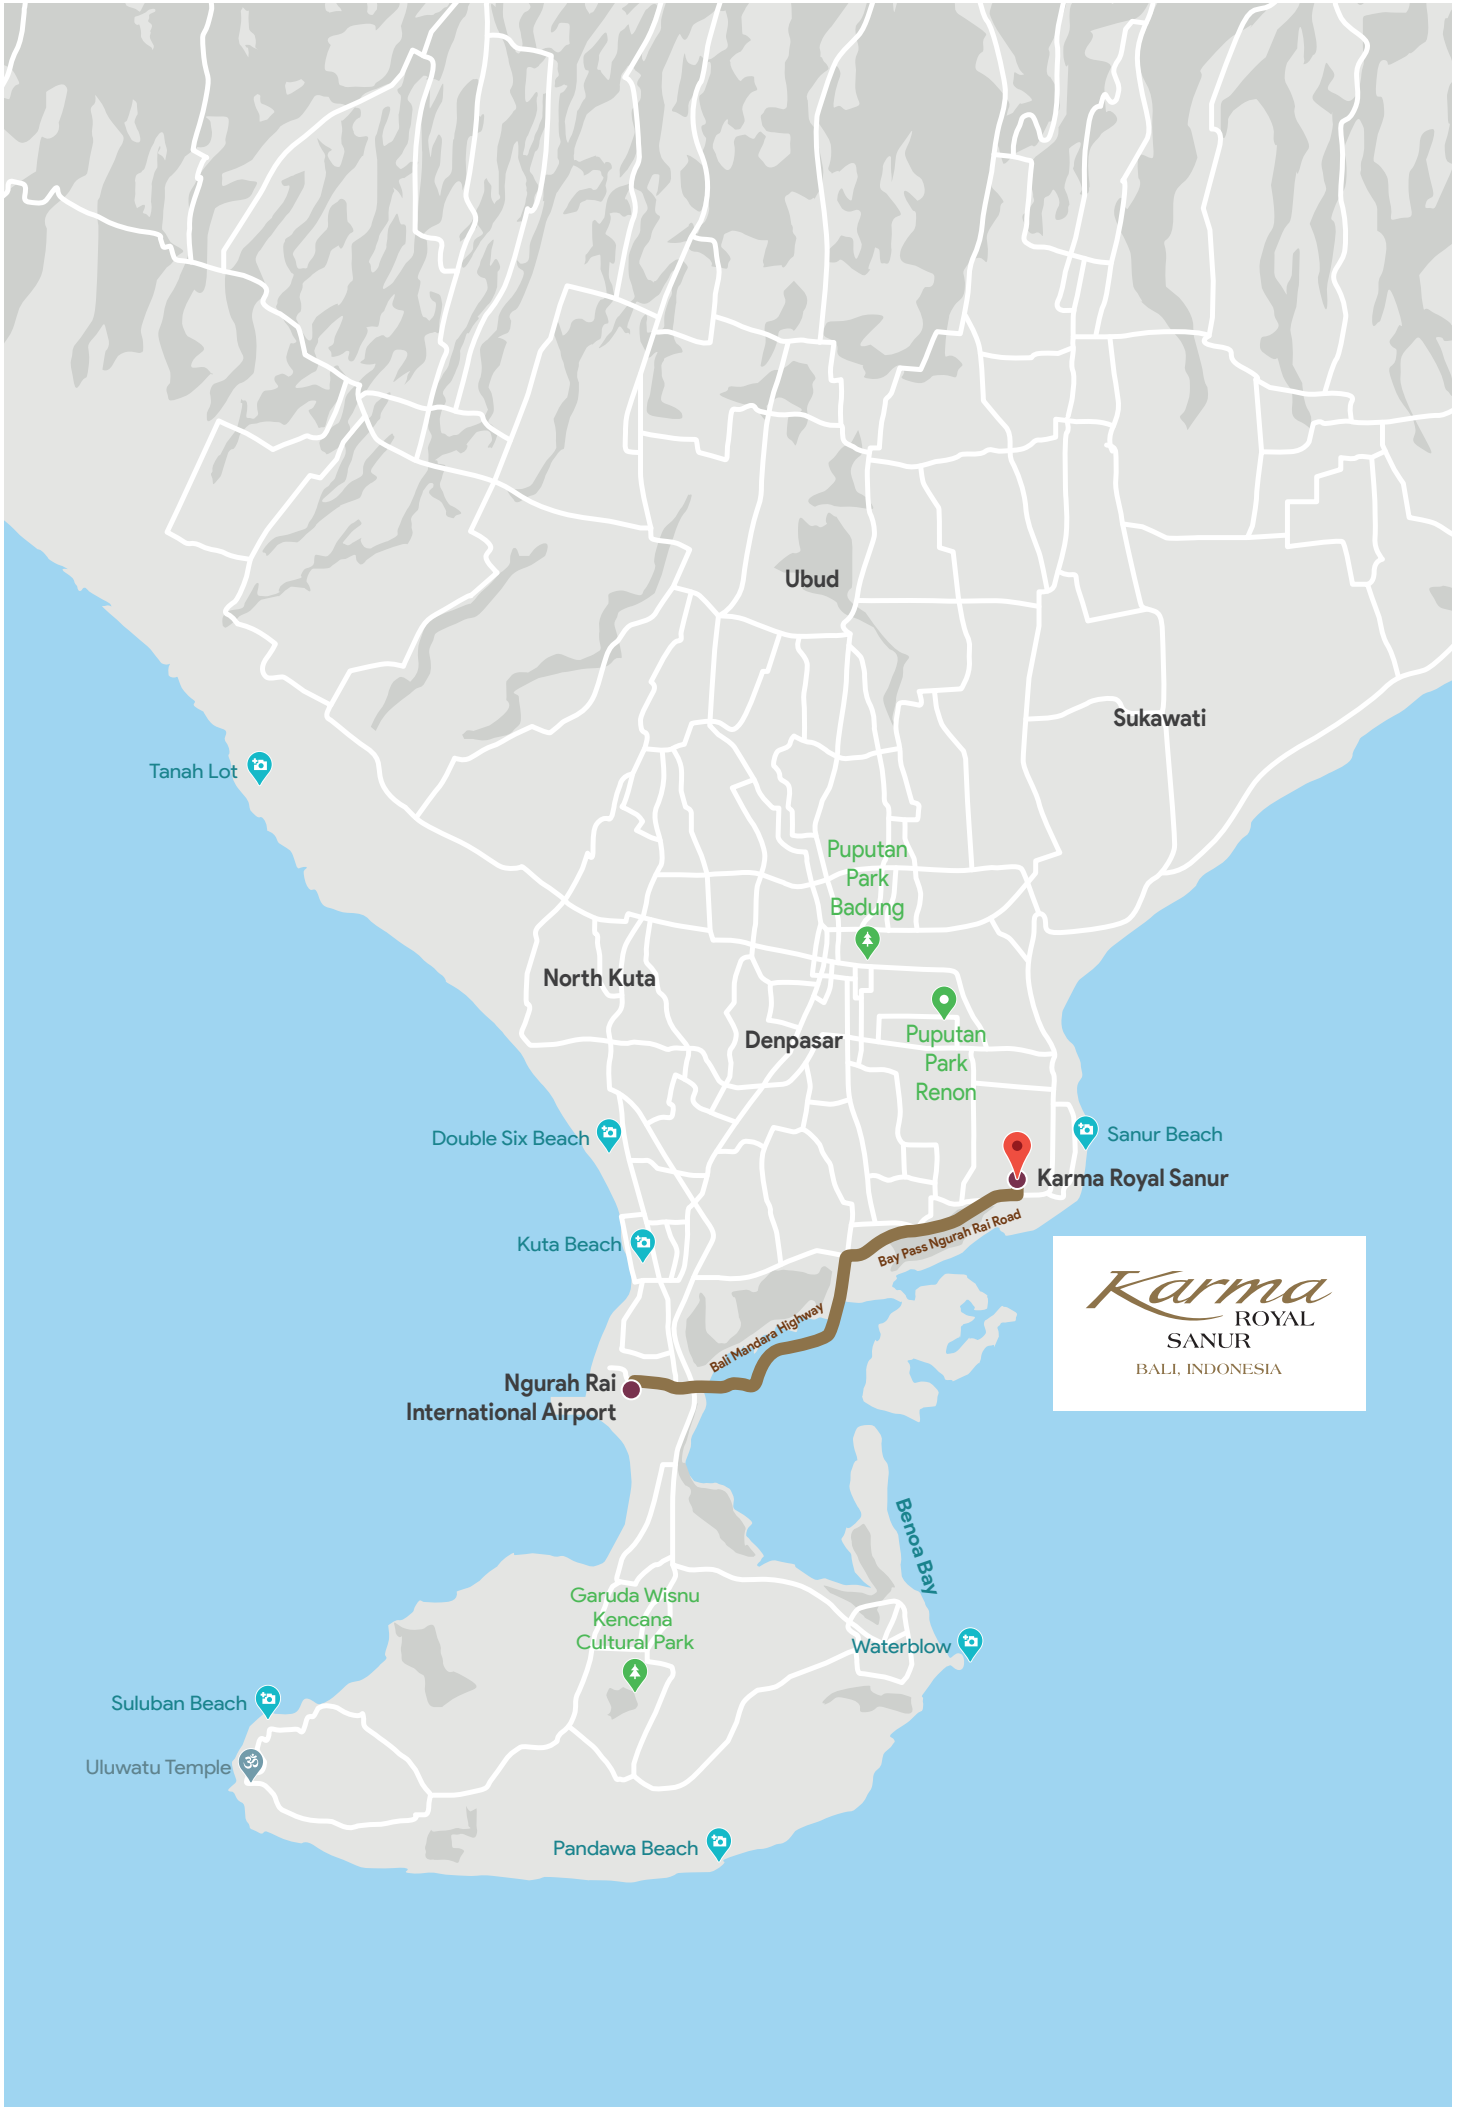 Ubud
Sukawati
Tanah Lot
Puputan
Park
Badung
North Kuta
Denpasar
Puputan
Park
Renon
Double Six Beach
Sanur Beach
Karma Royal Sanur
Kuta Beach
Bay Pass Ngurah Rai Road
Bali Mandara Highway
Karma
ROYAL
SANUR
BALI, INDONESIA
Ngurah Rai
International Airport
Benoa Bay
Garuda Wisnu
Kencana
Cultural Park
Waterblow
Suluban Beach
Uluwatu Temple
ॐ
Pandawa Beach